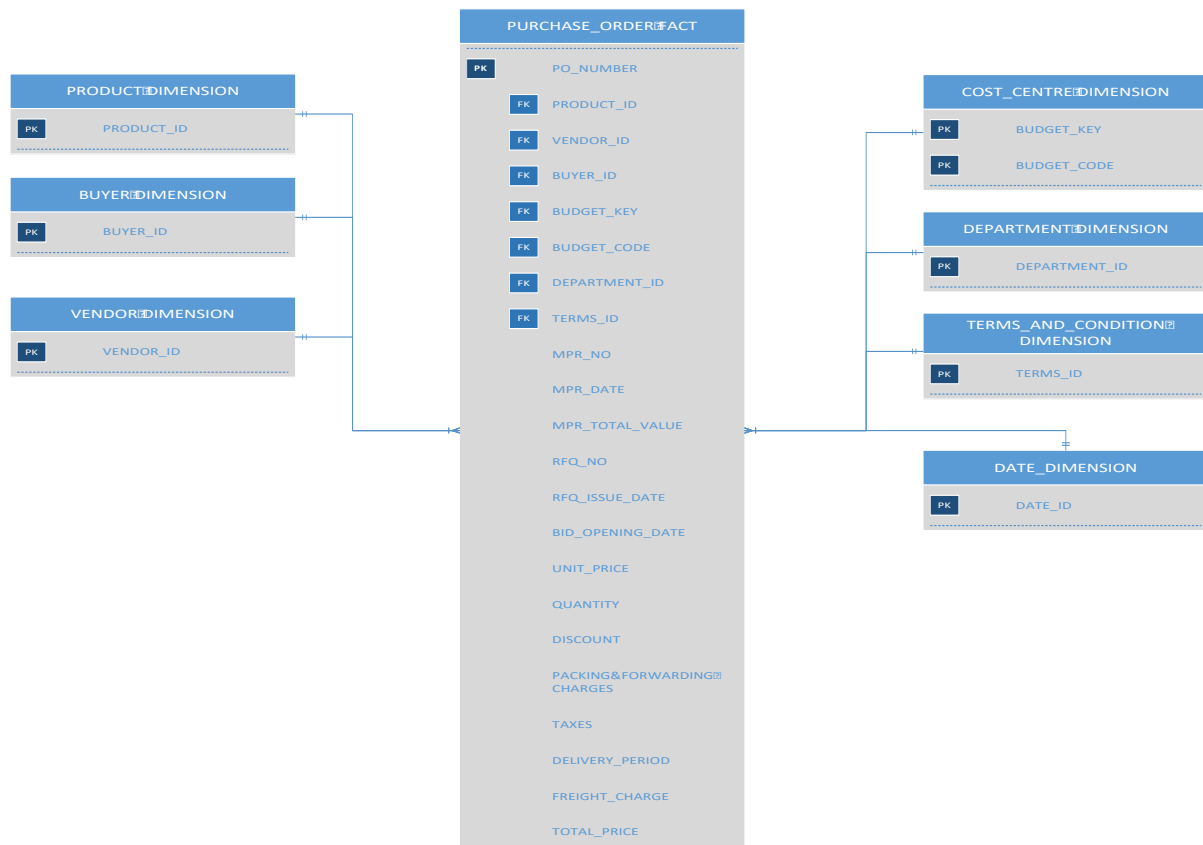 PURCHASE_ORDER FACT
PK PO_NUMBER
FK PRODUCT_ID
FK VENDOR_ID
FK BUYER_ID
FK BUDGET_KEY
FK BUDGET_CODE
FK DEPARTMENT_ID
FK TERMS_ID
MPR_NO
MPR_DATE
MPR_TOTAL_VALUE
RFQ_NO
RFQ_ISSUE_DATE
BID_OPENING_DATE
UNIT_PRICE
QUANTITY
DISCOUNT
PACKING&FORWARDING
CHARGES
TAXES
DELIVERY_PERIOD
FREIGHT_CHARGE
TOTAL_PRICE
PRODUCT DIMENSION
PK PRODUCT_ID
BUYER DIMENSION
PK BUYER_ID
VENDOR DIMENSION
PK VENDOR_ID
COST_CENTRE DIMENSION
PK BUDGET_KEY
PK BUDGET_CODE
DEPARTMENT DIMENSION
PK DEPARTMENT_ID
TERMS_AND_CONDITION
DIMENSION
PK TERMS_ID
DATE_DIMENSION
PK DATE_ID